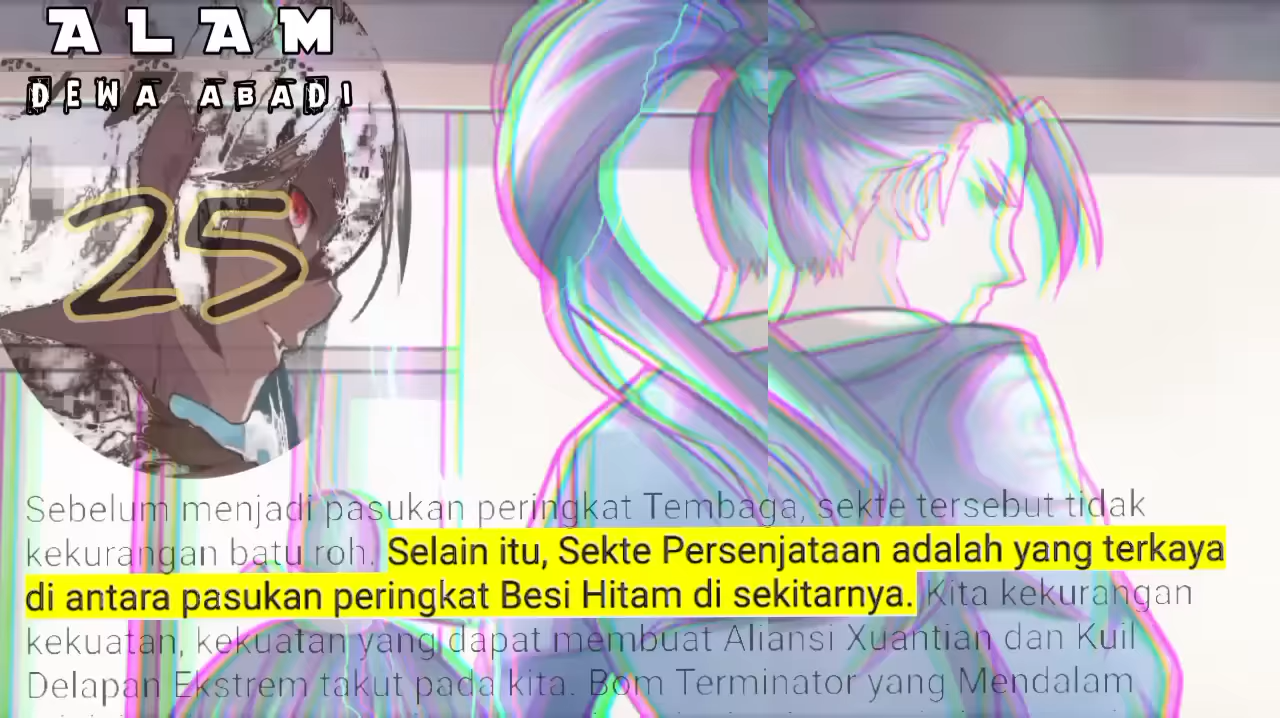 ALAM
DEWA ABADI
25
Sebelum menjadi pasukan peringkat Tembaga, sekte tersebut tidak
kekurangan batu roh. Selain itu, Sekte Persenjataan adalah yang terkaya
di antara pasukan peringkat Besi Hitam di sekitarnya. Kita kekurangan
kekuatan, kekuatan yang dapat membuat Aliansi Xuantian dan Kuil
Delapan Ekstrem takut pada kita. Bom Terminator yang Mendalam